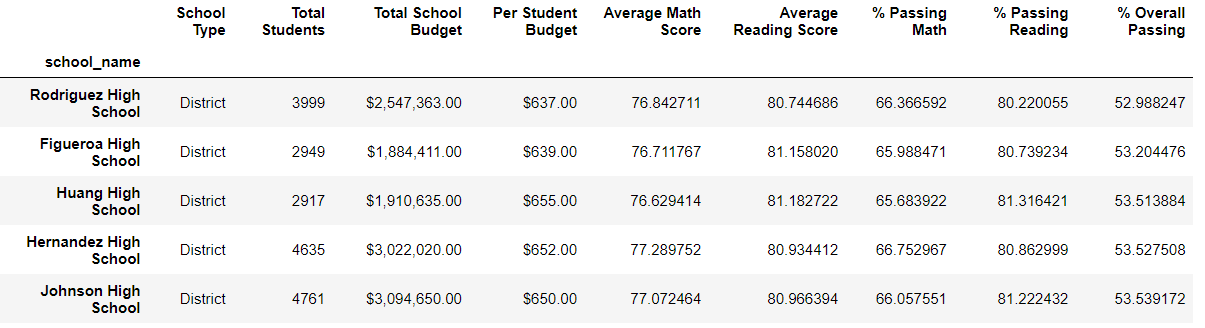 School Total Total School Per Student Average Math Average % Passing % Passing % Overall
Type Students Budget Budget Score Reading Score Math Reading Passing
school_name
Rodriguez High
School District 3999 $2,547,363.00 $637.00 76.842711 80.744686 66.366592 80.220055 52.988247
Figueroa High
School District 2949 $1,884,411.00 $639.00 76.711767 81.158020 65.988471 80.739234 53.204476
Huang High
School District 2917 $1,910,635.00 $655.00 76.629414 81.182722 65.683922 81.316421 53.513884
Hernandez High
School District 4635 $3,022,020.00 $652.00 77.289752 80.934412 66.752967 80.862999 53.527508
Johnson High
School District 4761 $3,094,650.00 $650.00 77.072464 80.966394 66.057551 81.222432 53.539172